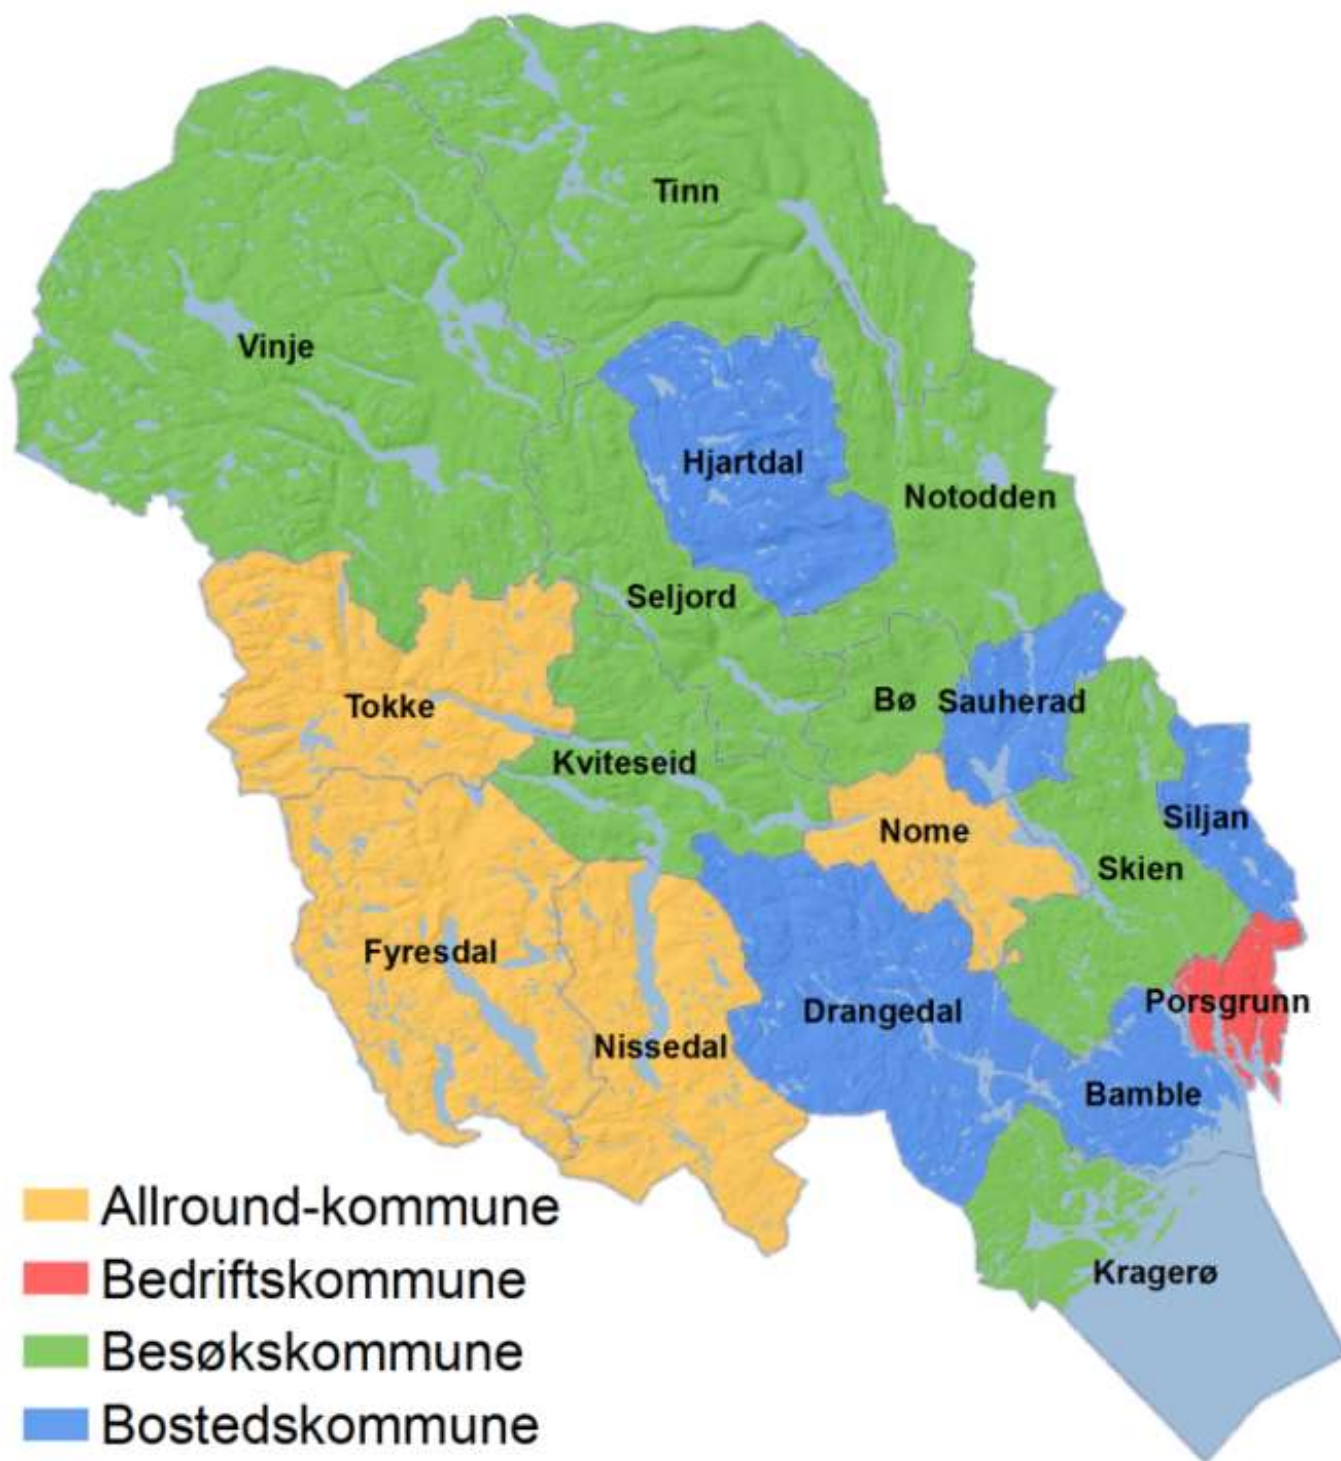 Tinn
Vinje
Hjartdal
Notodden
Seljord
Bø
Sauherad
Tokke
Kviteseid
Nome
Siljan
Skien
Fyresdal
Drangedal
Porsgrunn
Nissedal
Bamble
Kragerø
Allround-kommune
Bedriftskommune
Besøkskommune
Bostedskommune